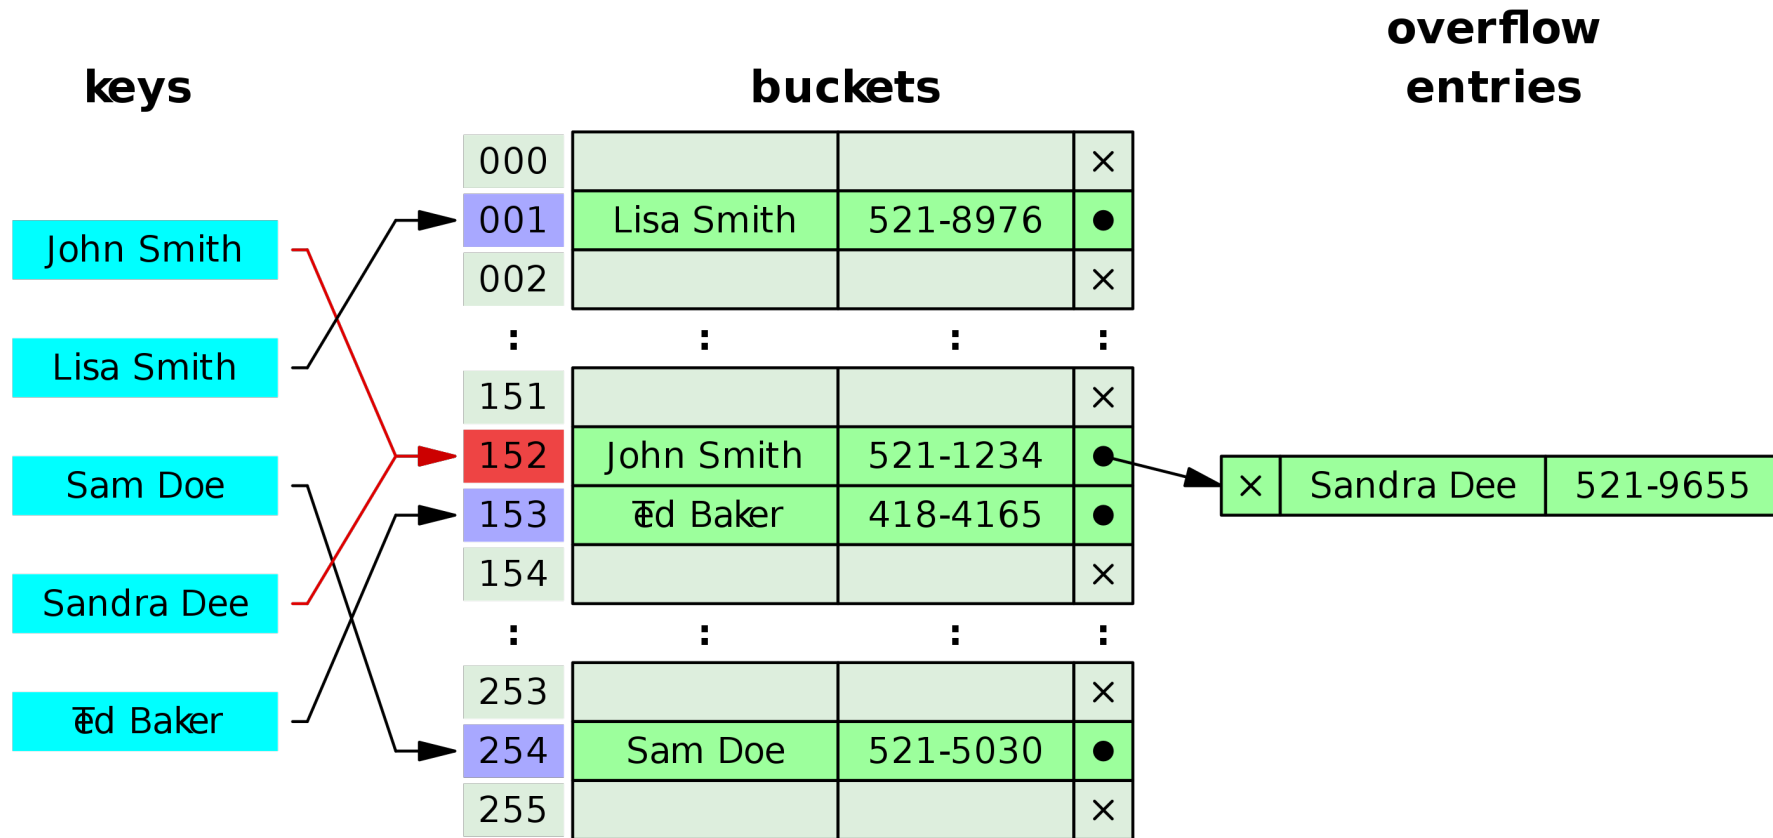 overflow
keys buckets entries
000 ×
001 Lisa Smith 521-8976 ●
John Smith
002 ×
: : : :
Lisa Smith
151 ×
152 John Smith 521-1234 ●
Sam Doe
× Sandra Dee 521-9655
153 Ted Baker 418-4165 ●
154 ×
Sandra Dee
: : : :
253 ×
Ted Baker
254 Sam Doe 521-5030 ●
255 ×